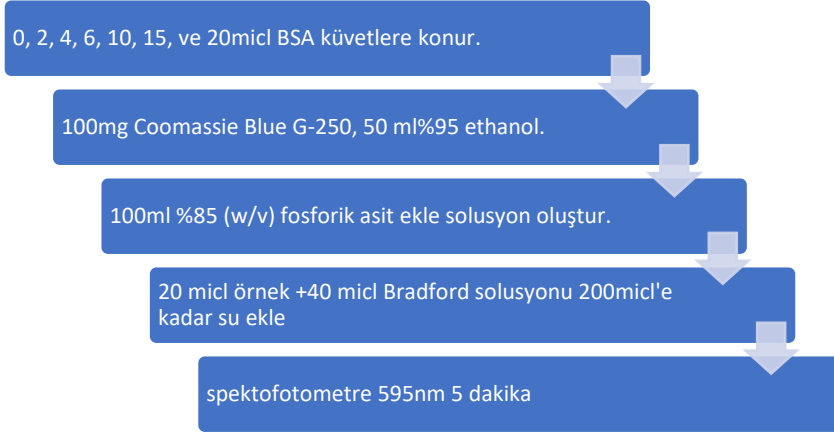 0, 2, 4, 6, 10, 15, ve 20micl BSA küvetlere konur.
100mg Coomassie Blue G-250, 50 ml%95 ethanol.
100ml %85 (w/v) fosforik asit ekle solusyon oluştur.
20 micl örnek +40 micl Bradford solusyonu 200micl'e
kadar su ekle
spektofotometre 595nm 5 dakika